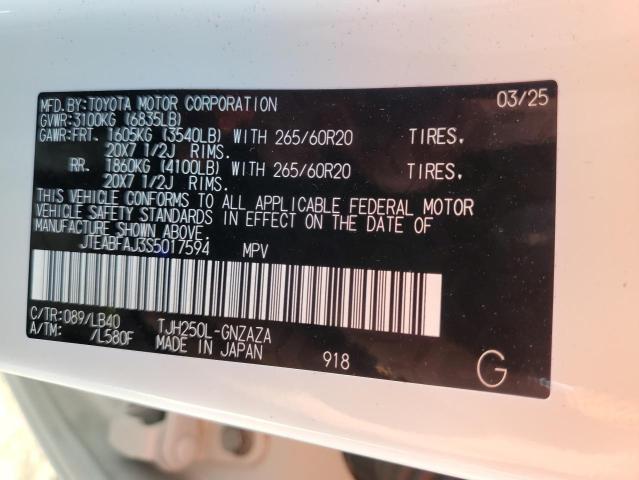 MFD.BY:TOYOTA MOTOR CORPORATION 03/25
GVWR:3100KG (6835LB)
GAWR:FRT. 1605KG (3540LB) WITH 265/60R20 TIRES.
20X7 1/2J RIMS.
RR. 1860KG (4100LB) WITH 265/60R20 TIRES.
20X7 1/2J RIMS.
THIS VEHICLE CONFORMS TO ALL APPLICABLE FEDERAL MOTOR
VEHICLE SAFETY STANDARDS IN EFFECT ON THE DATE OF
MANUFACTURE SHOWN ABOVE.
JTEABFAJ3S5017594 MPV
C/TR:089/LB40 TJH250L-GNZAZA
A/TM: /L580F MADE IN JAPAN 918 G